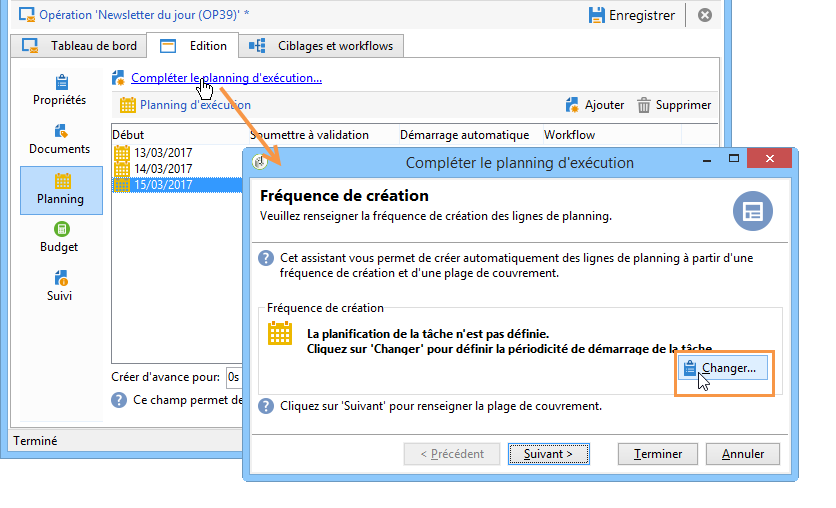 Opération 'Newsletter du jour (OP39)' *
Enregistrer
Tableau de bord
Edition
Ciblages et workflows
Propriétés
Documents
Planning
Budget
Suivi
Compléter le planning d'exécution...
Planning d'exécution
Ajouter
Supprimer
Début
Soumettre à validation
Démarrage automatique
Workflow
13/03/2017
14/03/2017
15/03/2017
Créer d'avance pour: 0s
Ce champ permet de
Terminé
Compléter le planning d'exécution
Fréquence de création
Veuillez renseigner la fréquence de création des lignes de planning.
Cet assistant vous permet de créer automatiquement des lignes de planning à partir d'une
fréquence de création et d'une plage de couvrement.
Fréquence de création
La planification de la tâche n'est pas définie.
Cliquez sur 'Changer' pour définir la périodicité de démarrage de la tâche.
Changer...
Cliquez sur 'Suivant' pour renseigner la plage de couvrement.
< Précédent
Suivant >
Terminer
Annuler